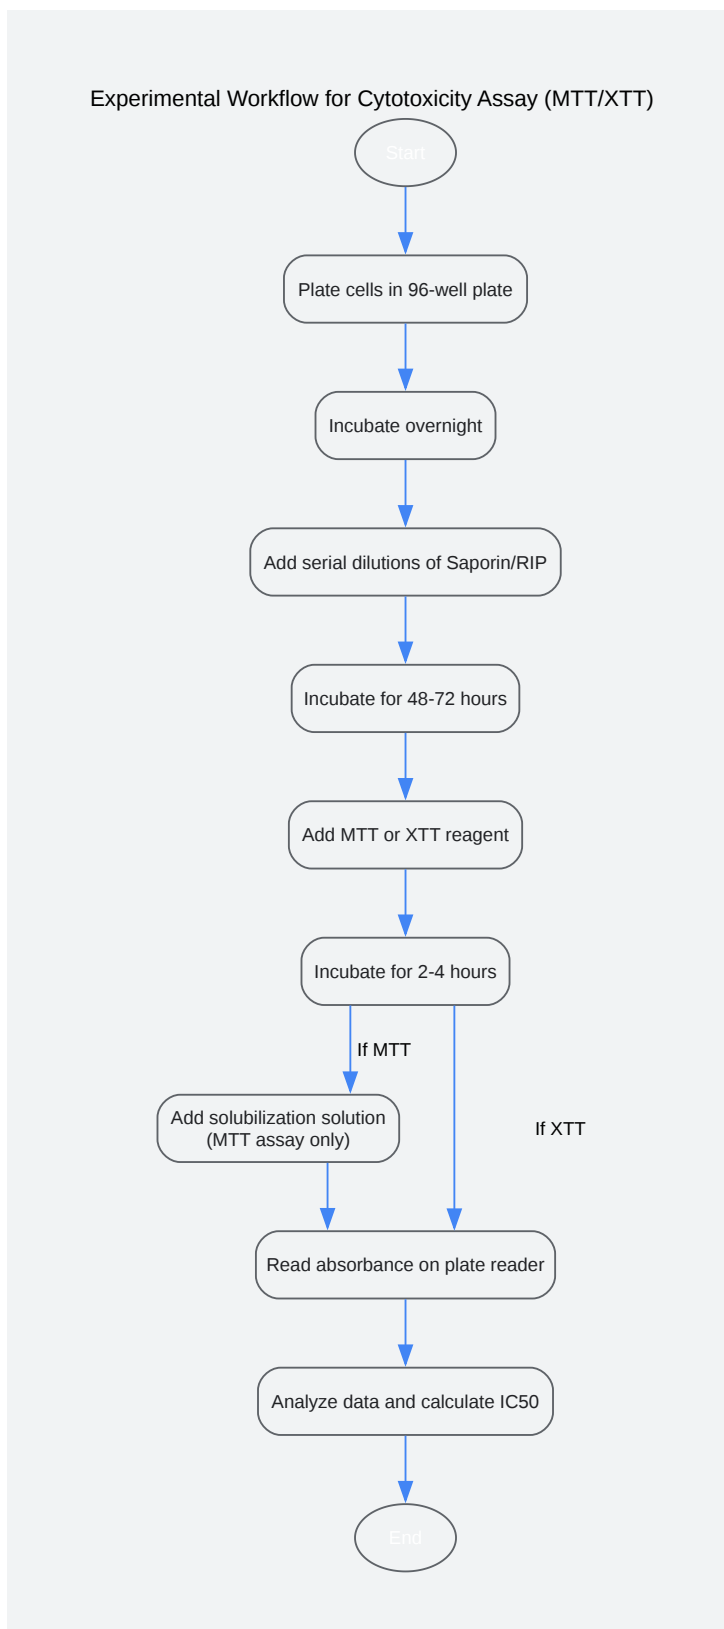 Experimental Workflow for Cytotoxicity Assay (MTT/XTT)
Start
Plate cells in 96-well plate
Incubate overnight
Add serial dilutions of Saporin/RIP
Incubate for 48-72 hours
Add MTT or XTT reagent
Incubate for 2-4 hours
If MTT
Add solubilization solution
(MTT assay only)
If XTT
Read absorbance on plate reader
Analyze data and calculate IC50
End